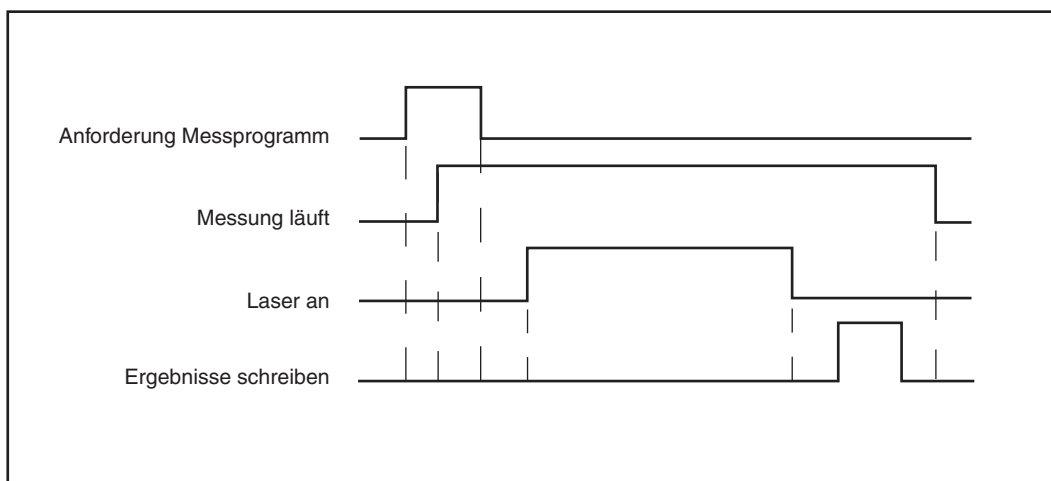 Anforderung Messprogramm
Messung läuft
Laser an
Ergebnisse schreiben